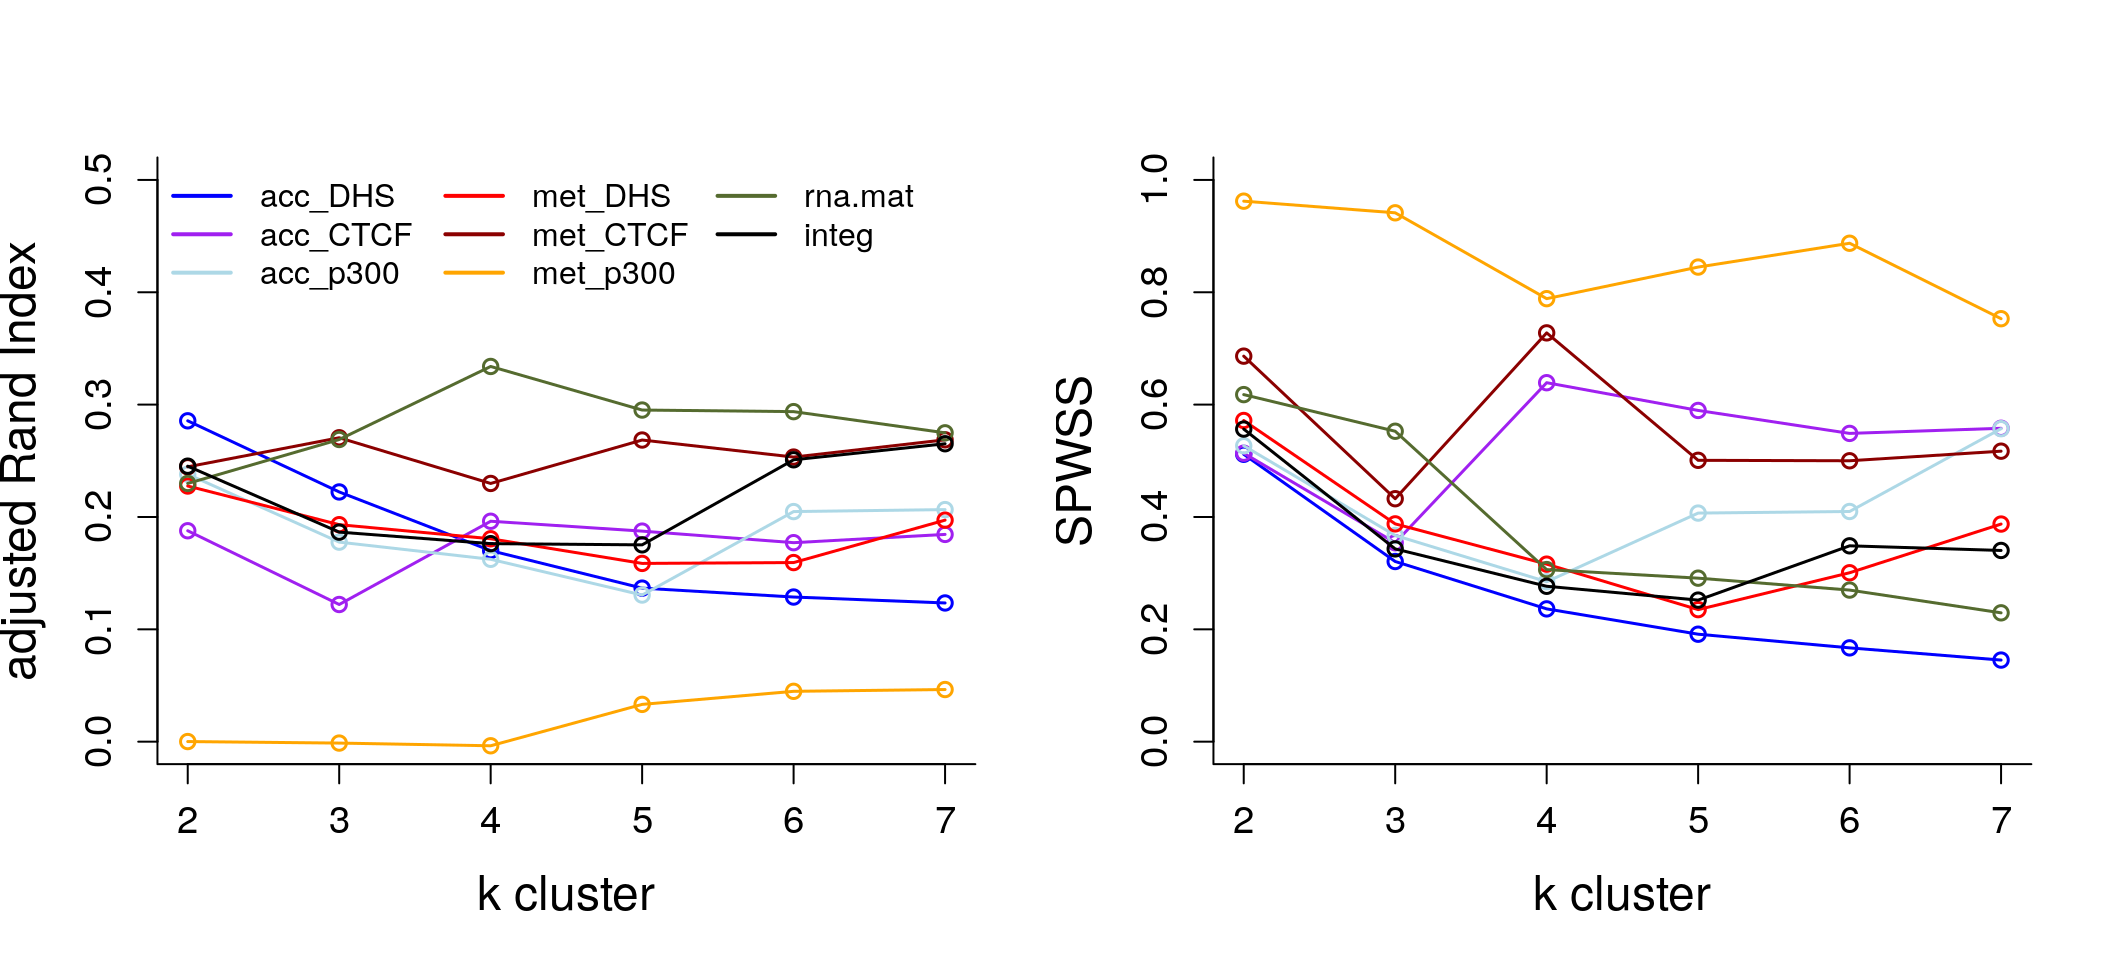 adjusted Rand Index
0.0 0.1 0.2 0.3 0.4 0.5
acc_DHS met_DHS rna.mat
acc_CTCF met_CTCF integ
acc_p300 met_p300
2 3 4 5 6 7
k cluster
SPWSS
0.0 0.2 0.4 0.6 0.8 1.0
2 3 4 5 6 7
k cluster